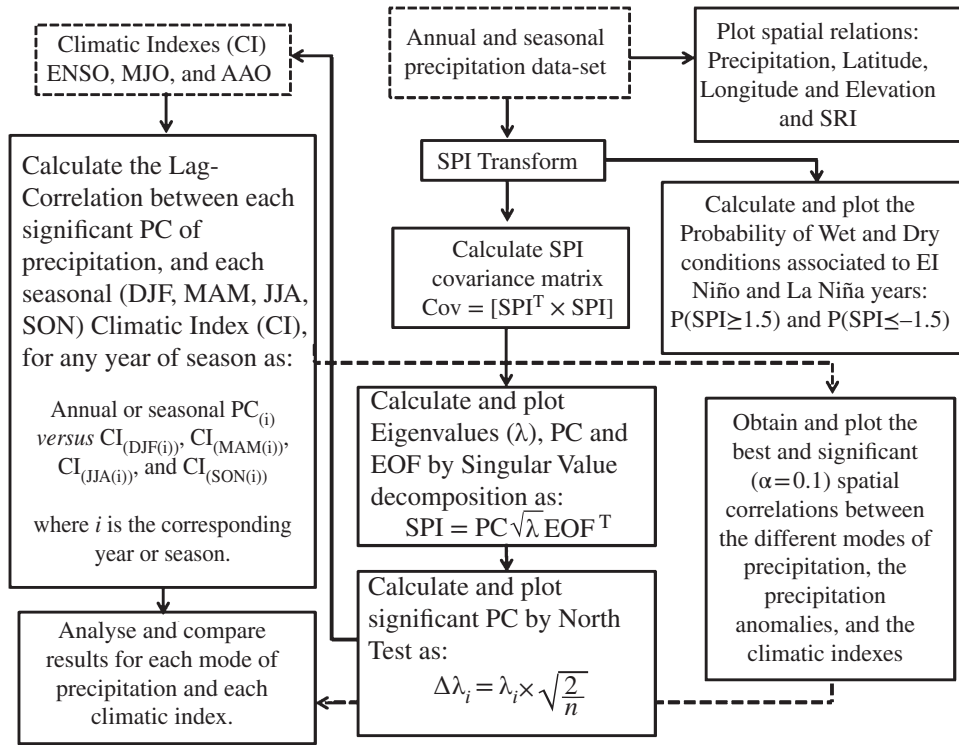 Climatic Indexes (CI)
ENSO, MJO, and AAO
Annual and seasonal
precipitation data-set
Plot spatial relations:
Precipitation, Latitude,
Longitude and Elevation
and SRI
Calculate the Lag-
Correlation between each
significant PC of
precipitation, and each
seasonal (DJF, MAM, JJA,
SON) Climatic Index (CI),
for any year of season as:
Annual or seasonal PC(i)
versus CI(DJF(i)), CI(MAM(i)),
CI(JJA(i)), and CI(SON(i))
where i is the corresponding
year or season.
SPI Transform
Calculate and plot the
Probability of Wet and Dry
conditions associated to EI
Niño and La Niña years:
P(SPI≥1.5) and P(SPI≤–1.5)
Calculate SPI
covariance matrix
Cov = [SPI^T × SPI]
Calculate and plot
Eigenvalues (λ), PC and
EOF by Singular Value
decomposition as:
SPI = PC√λ EOF^T
Obtain and plot the
best and significant
(α=0.1) spatial
correlations between
the different modes of
precipitation, the
precipitation
anomalies, and the
climatic indexes
Calculate and plot
significant PC by North
Test as:
Δλi = λi × √(2/n)
Analyse and compare
results for each mode of
precipitation and each
climatic index.